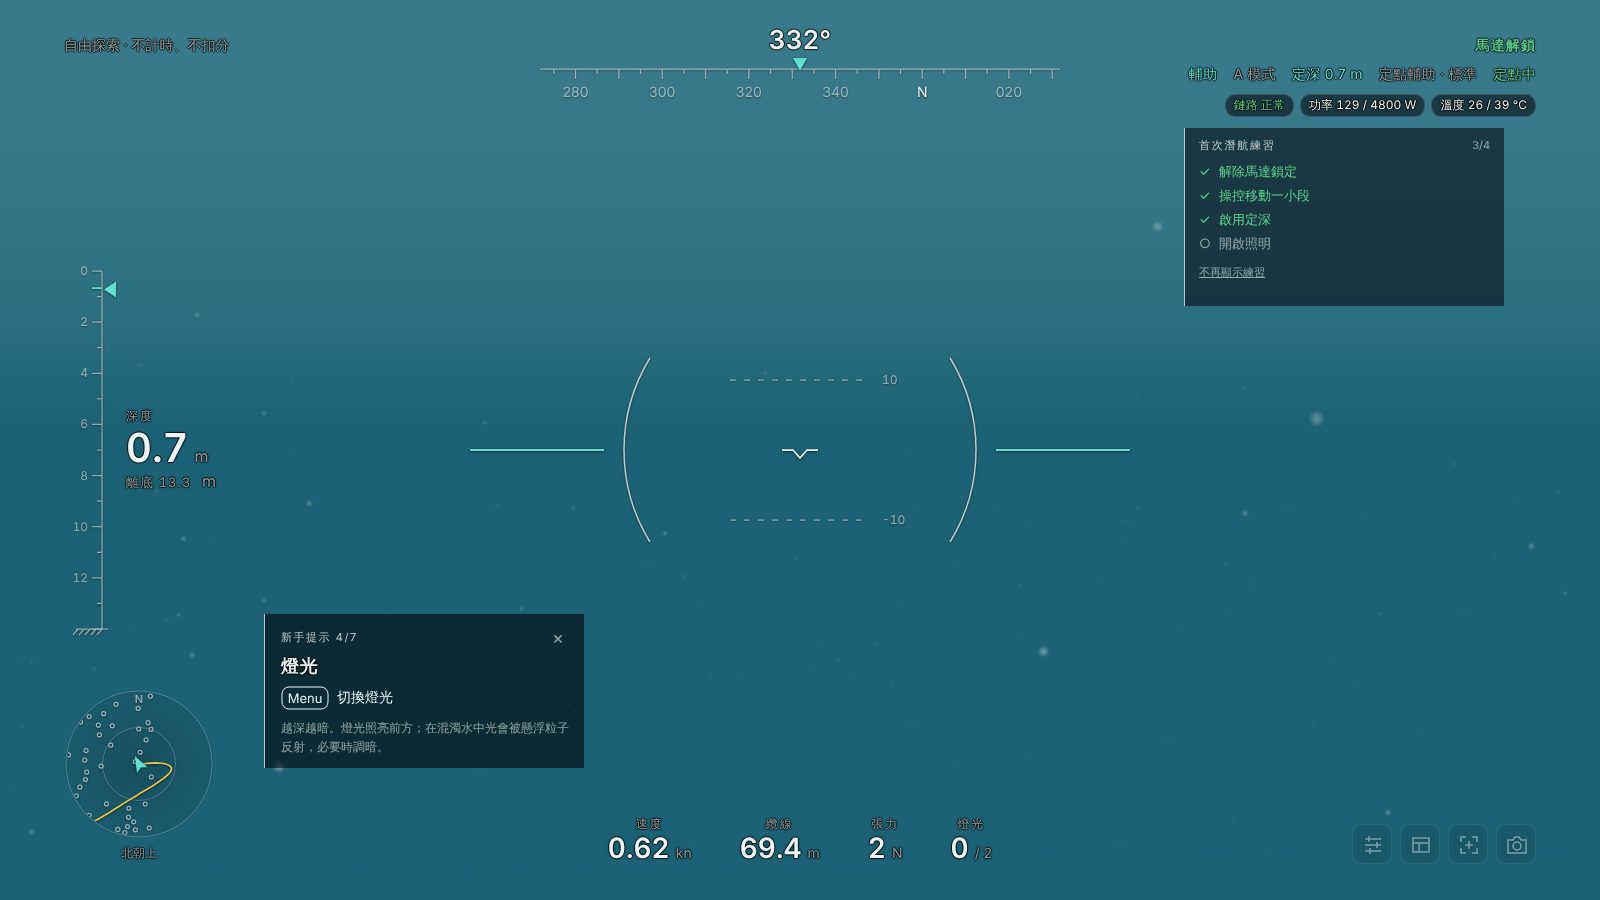 自由探索 · 不計時、不扣分
332°
280 300 320 340 N 020
馬達解鎖
輔助 A 模式 定深 0.7 m 定點輔助 · 標準 定點中
鏈路 正常 功率 129 / 4800 W 溫度 26 / 39 °C
首次潛航練習 3/4
解除馬達鎖定
操控移動一小段
啟用定深
開啟照明
不再顯示練習
0
2
4
6
8
10
12
深度
0.7 m
離底 13.3 m
10
-10
新手提示 4/7
燈光
Menu 切換燈光
越深越暗。燈光照亮前方；在混濁水中光會被懸浮粒子
反射，必要時調暗。
N
北朝上
速度 纜線 張力 燈光
0.62 kn 69.4 m 2 N 0 / 2